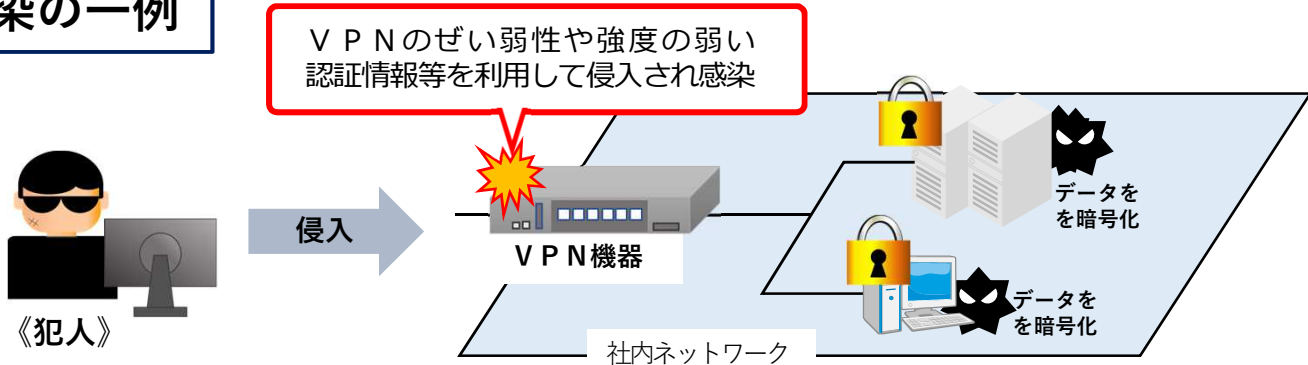 染の一例
ＶＰＮのぜい弱性や強度の弱い
認証情報等を利用して侵入され感染
侵入
ＶＰＮ機器
データを
を暗号化
データを
を暗号化
《犯人》
社内ネットワーク